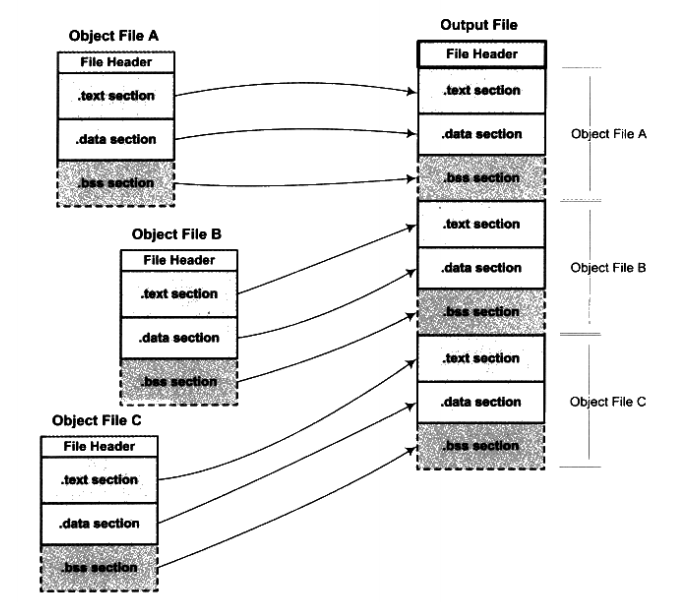 Object File A
File Header
.text section
.data section
.bss section
Object File B
File Header
.text section
.data section
.bss section
Object File C
File Header
.text section
.data section
.bss section
Output File
File Header
.text section
.data section
.bss section
Object File A
.text section
.data section
.bss section
Object File B
.text section
.data section
.bss section
Object File C